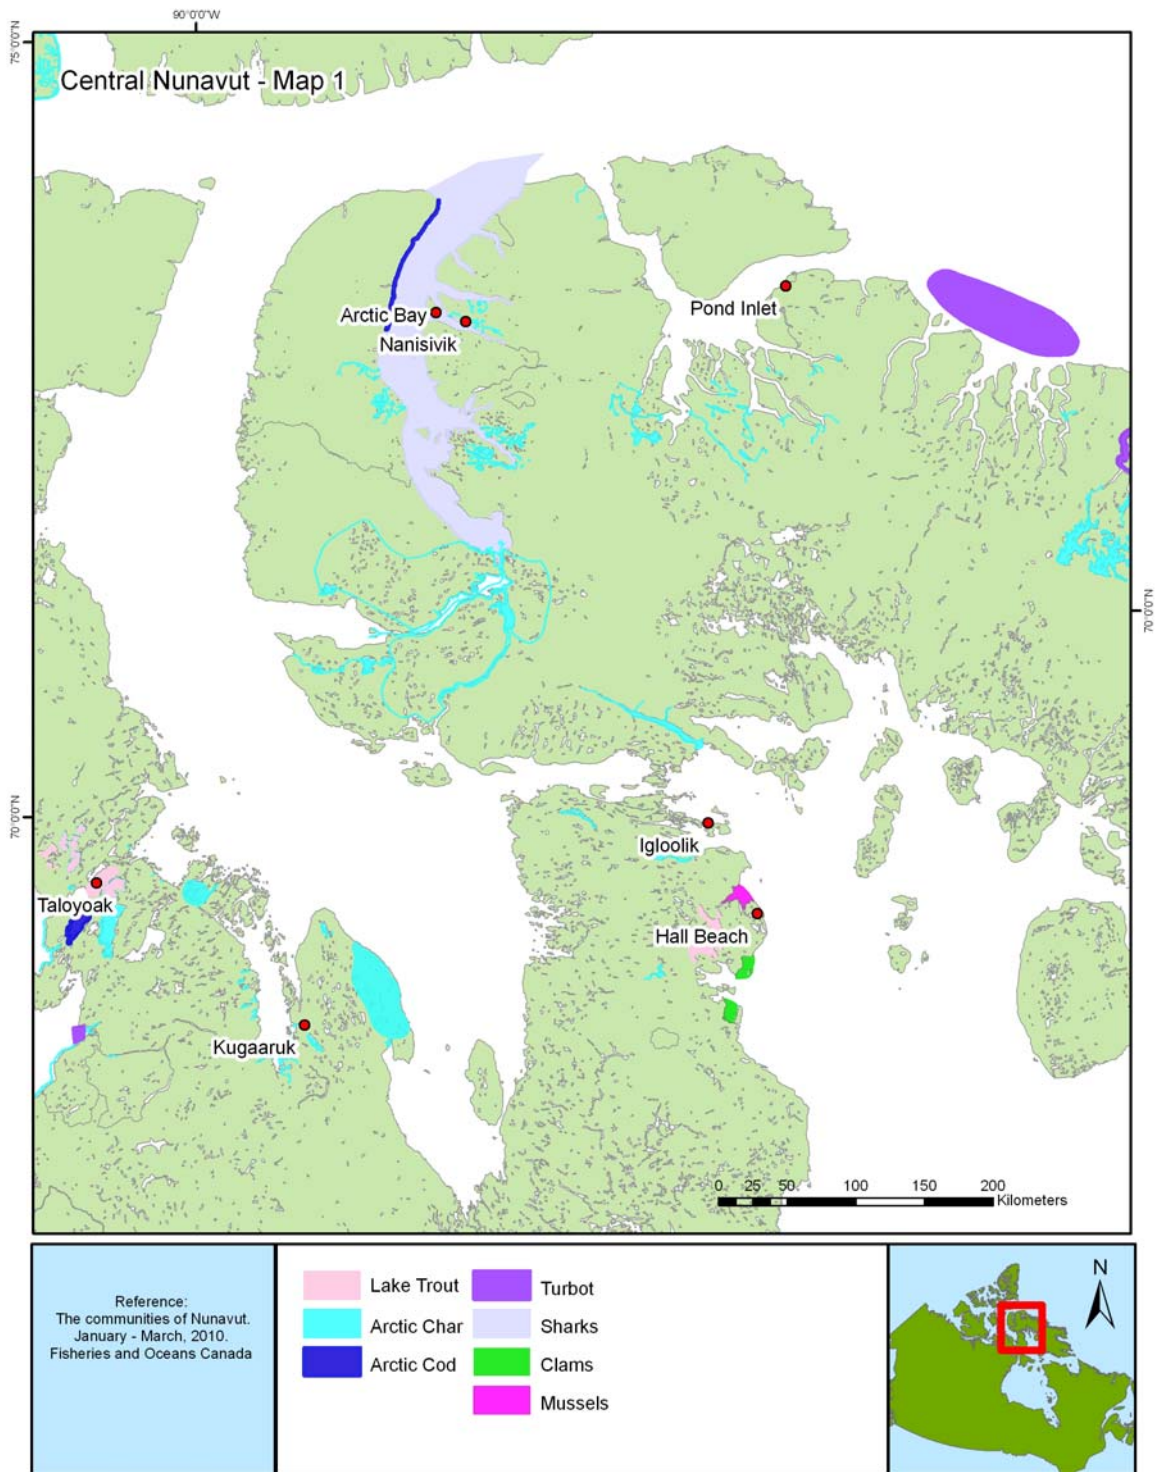 90°0'0"W
75°0'0"N
Central Nunavut - Map 1
Arctic Bay
Nanisivik
Pond Inlet
70°0'0"N
70°0'0"N
Igloolik
Taloyoak
Hall Beach
Kugaaruk
0 25 50 100 150 200
Kilometers
Reference:
The communities of Nunavut.
January - March, 2010.
Fisheries and Oceans Canada
Lake Trout
Arctic Char
Arctic Cod
Turbot
Sharks
Clams
Mussels
N